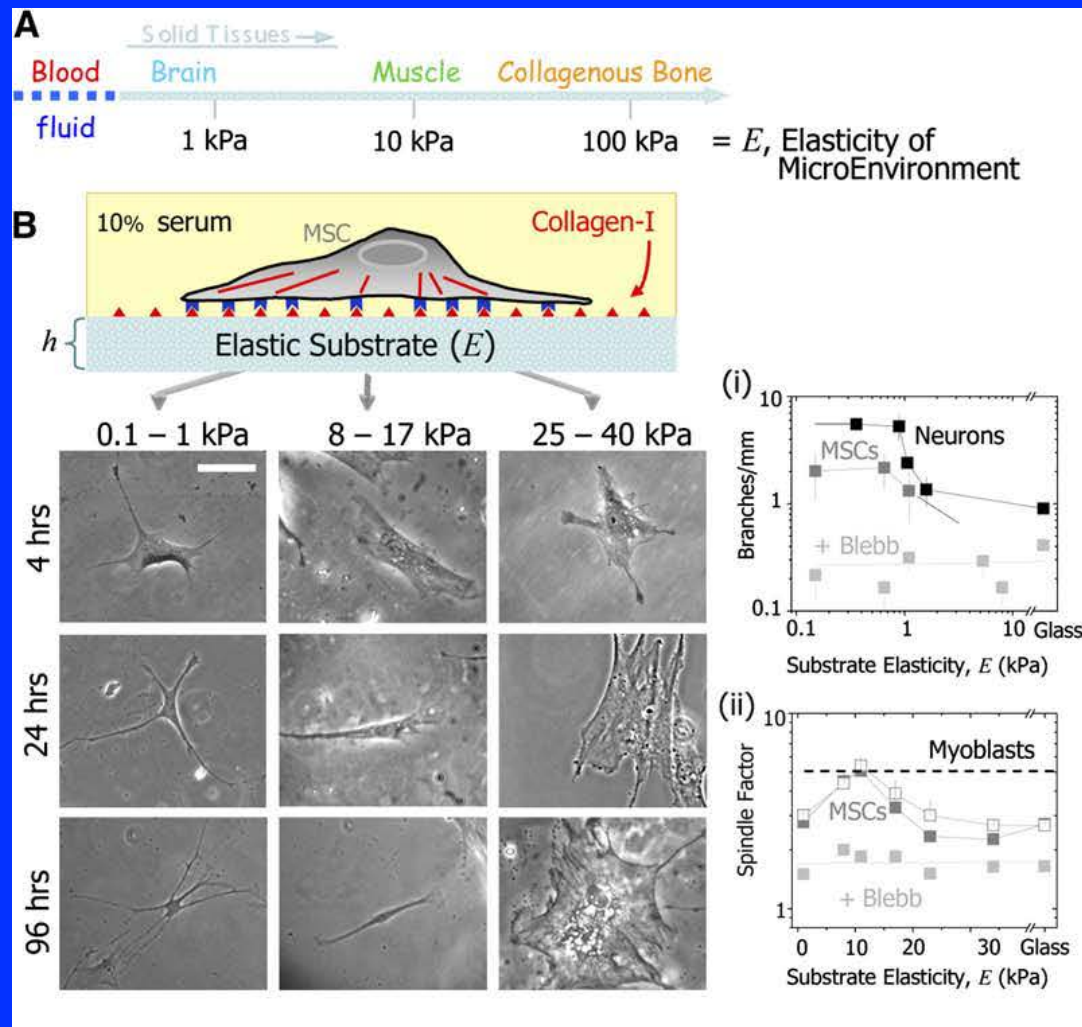 A
Solid Tissues
Blood Brain Muscle Collagenous Bone
fluid
1 kPa 10 kPa 100 kPa = E, Elasticity of
MicroEnvironment
B
10% serum
MSC
Collagen-I
h
Elastic Substrate (E)
0.1 – 1 kPa 8 – 17 kPa 25 – 40 kPa
4 hrs
24 hrs
96 hrs
(i)
10
1
0.1
Branches/mm
Neurons
MSCs
+ Blebb
0.1 1 10 Glass
Substrate Elasticity, E (kPa)
(ii)
10
1
Spindle Factor
Myoblasts
MSCs
+ Blebb
0 10 20 30 Glass
Substrate Elasticity, E (kPa)